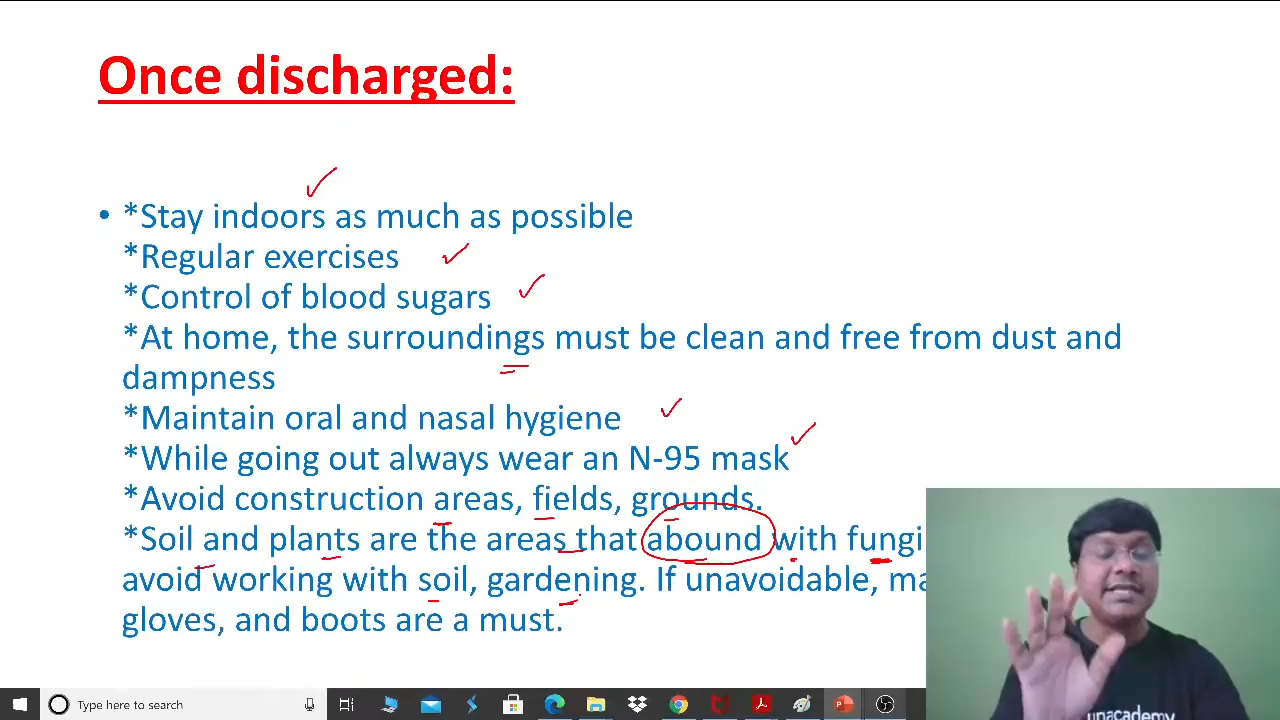 Once discharged:
• *Stay indoors as much as possible
*Regular exercises
*Control of blood sugars
*At home, the surroundings must be clean and free from dust and
dampness
*Maintain oral and nasal hygiene
*While going out always wear an N-95 mask
*Avoid construction areas, fields, grounds.
*Soil and plants are the areas that abound with fungi
avoid working with soil, gardening. If unavoidable,
gloves, and boots are a must.
unacademy
Type here to search